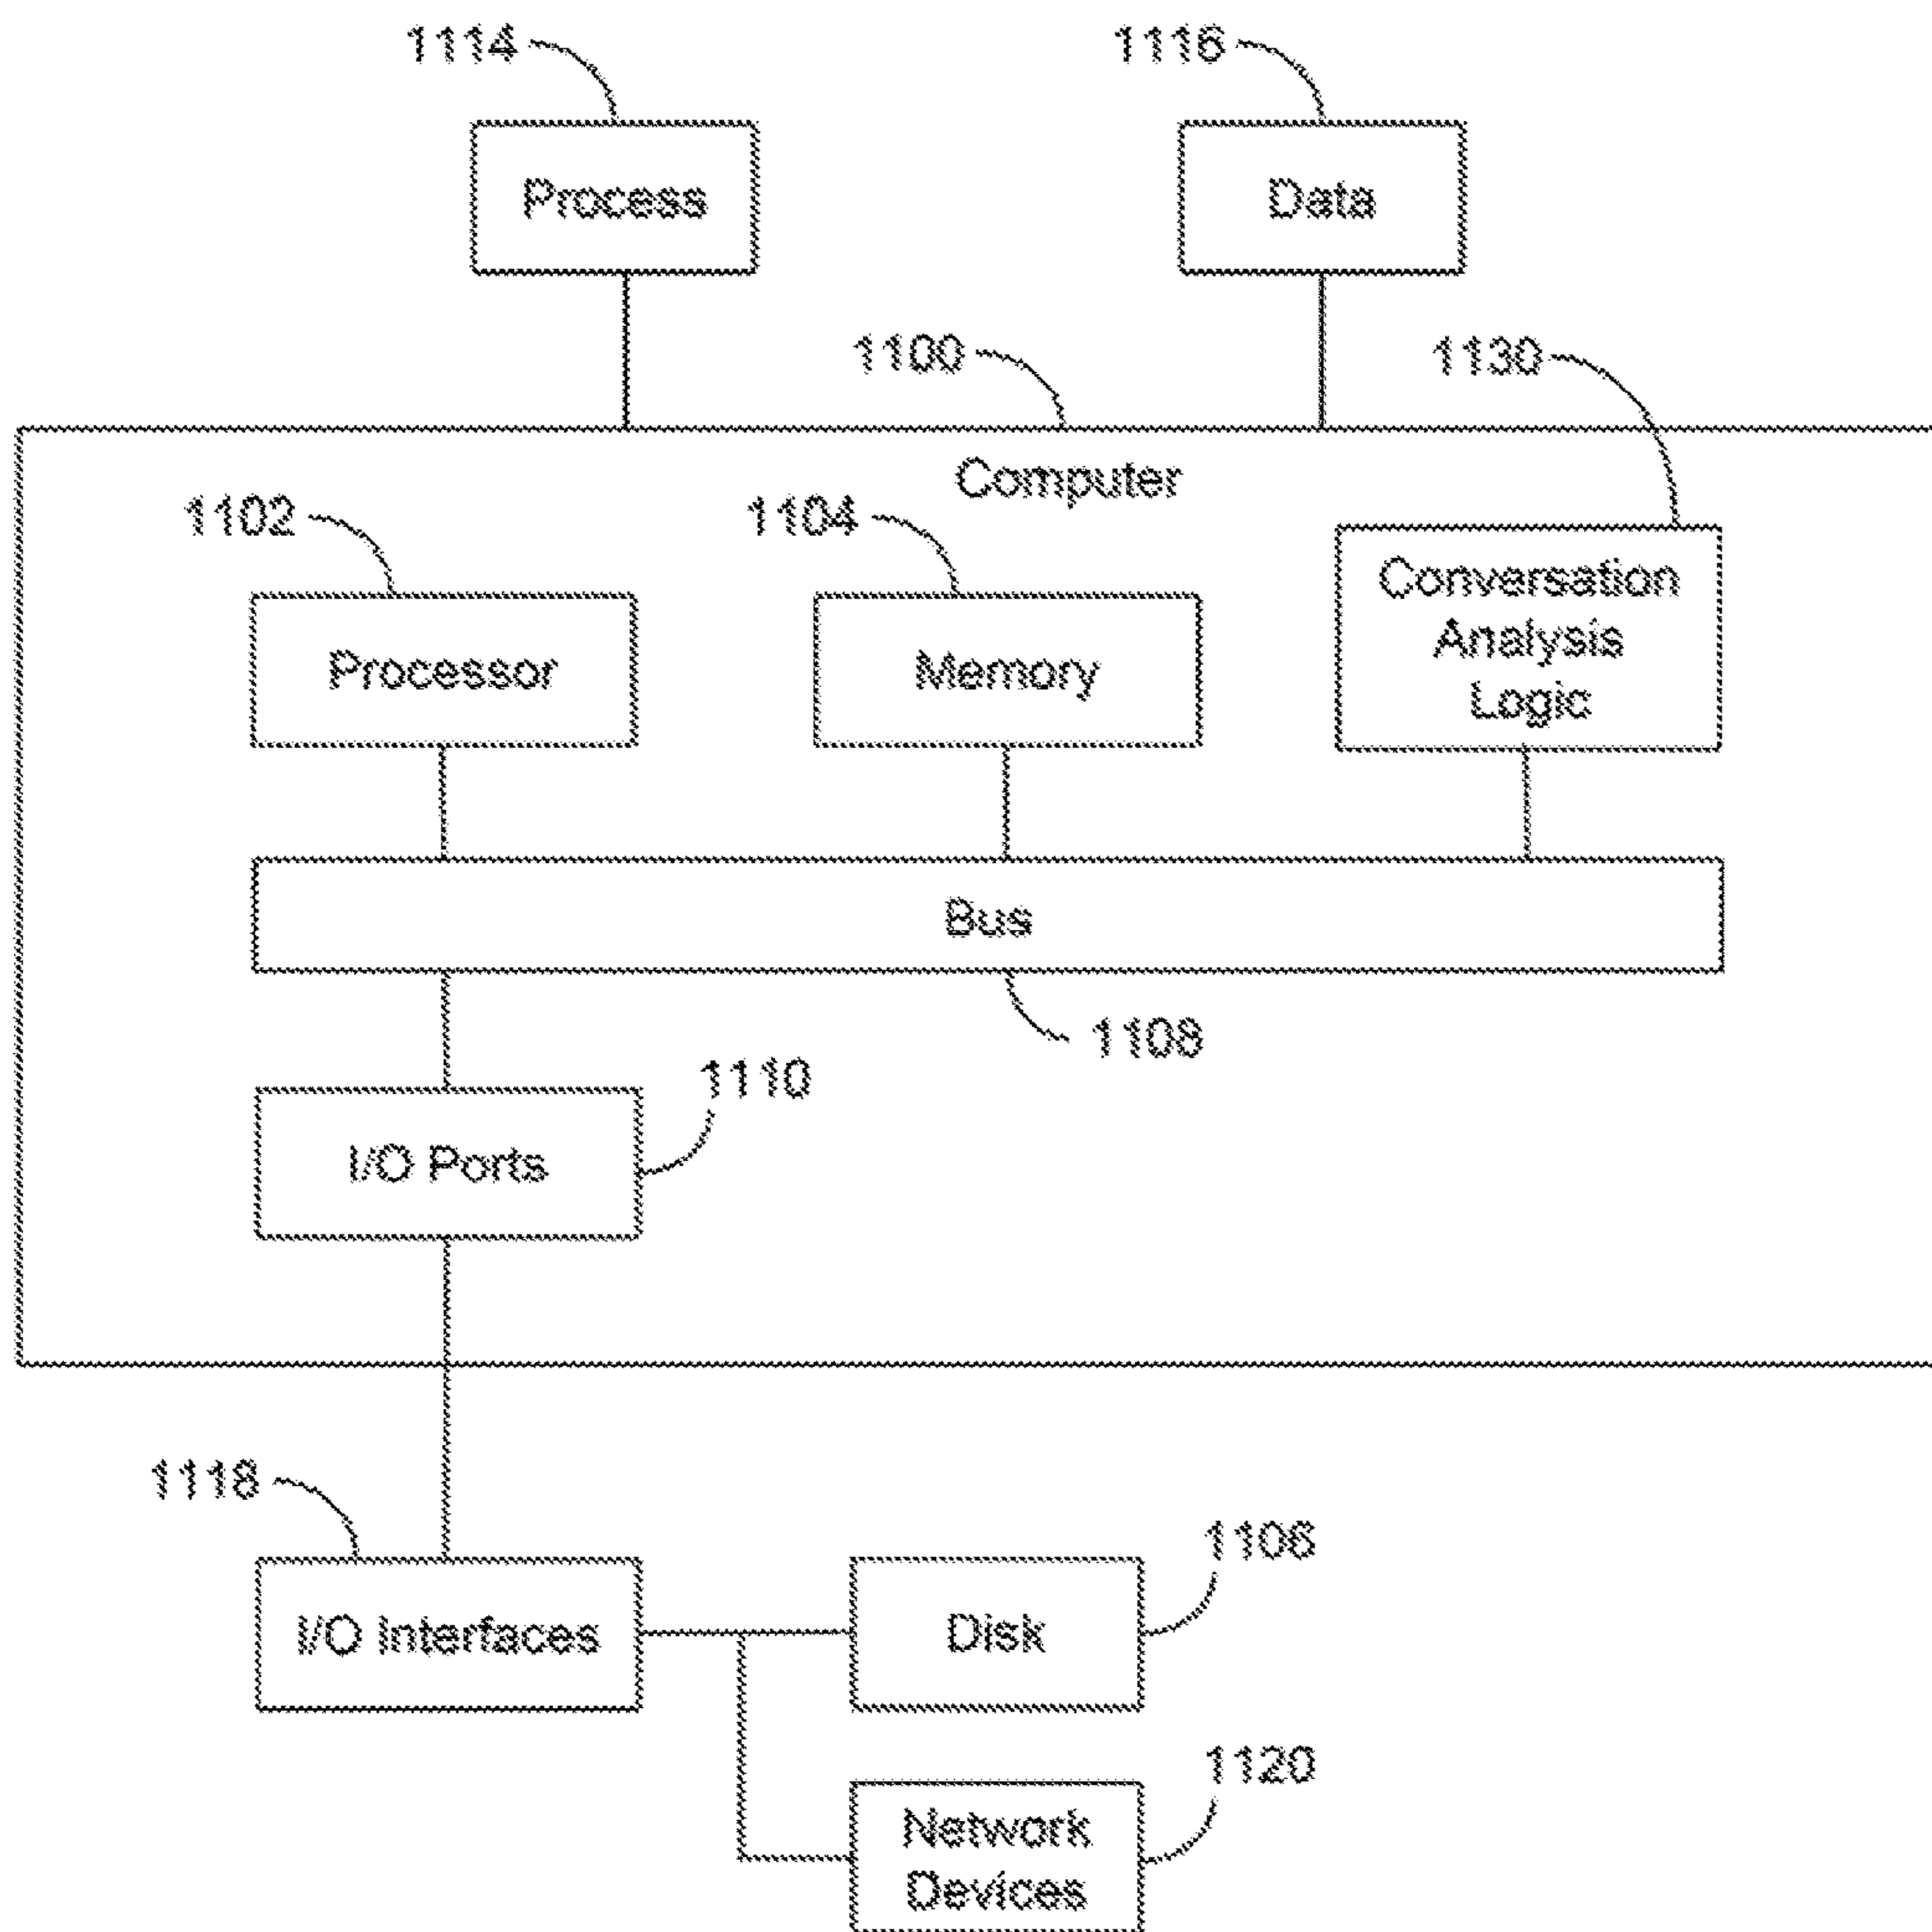 1114
1116
Process
Data
1100
1130
Computer
1102
1104
Conversation
Analysis
Logic
Processor
Memory
Bus
1108
1110
I/O Ports
1118
1106
I/O Interfaces
Disk
1120
Network
Devices